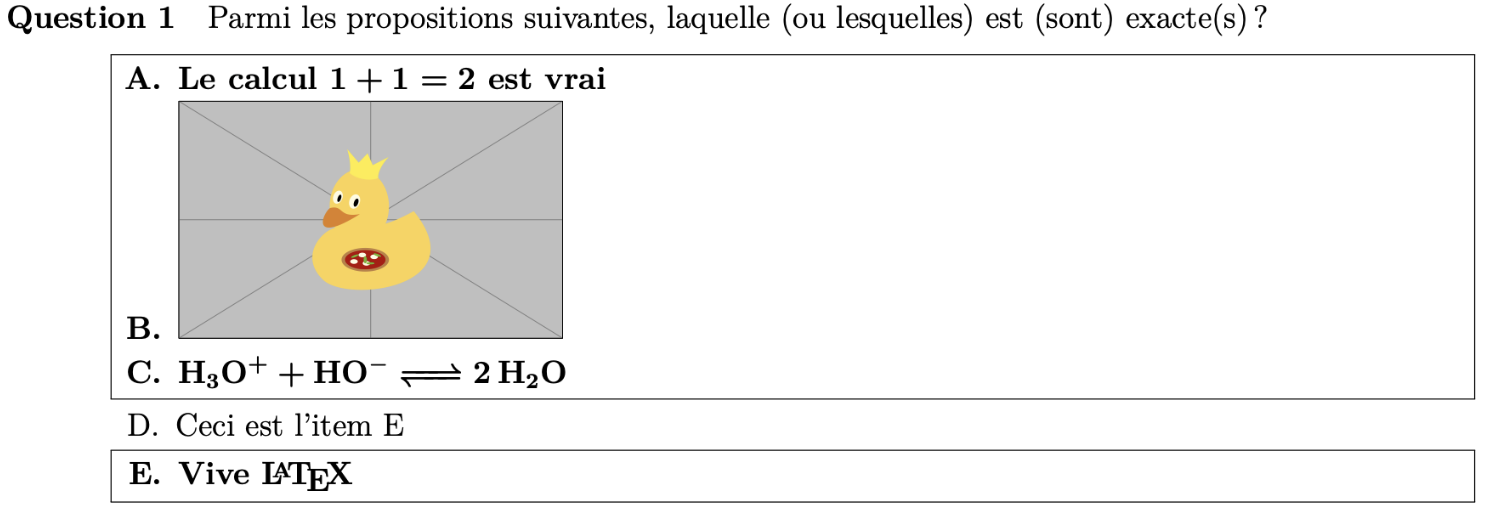 Question 1 Parmi les propositions suivantes, laquelle (ou lesquelles) est (sont) exacte(s) ?
A. Le calcul 1 + 1 = 2 est vrai
B.
C. H₃O⁺ + HO⁻ ⇌ 2 H₂O
D. Ceci est l'item E
E. Vive LATEX